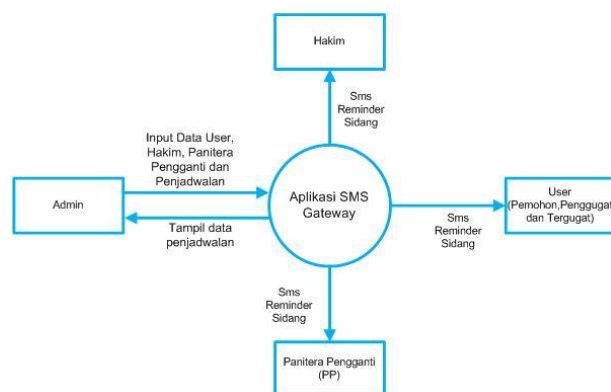 Hakim
Sms
Reminder
Sidang
Input Data User,
Hakim, Panitera
Pengganti dan
Penjadwalan
Admin
Aplikasi SMS
Gateway
User
(Pemohon,Penggugat
dan Tergugat)
Tampil data
penjadwalan
Sms
Reminder
Sidang
Sms
Reminder
Sidang
Panitera Pengganti
(PP)